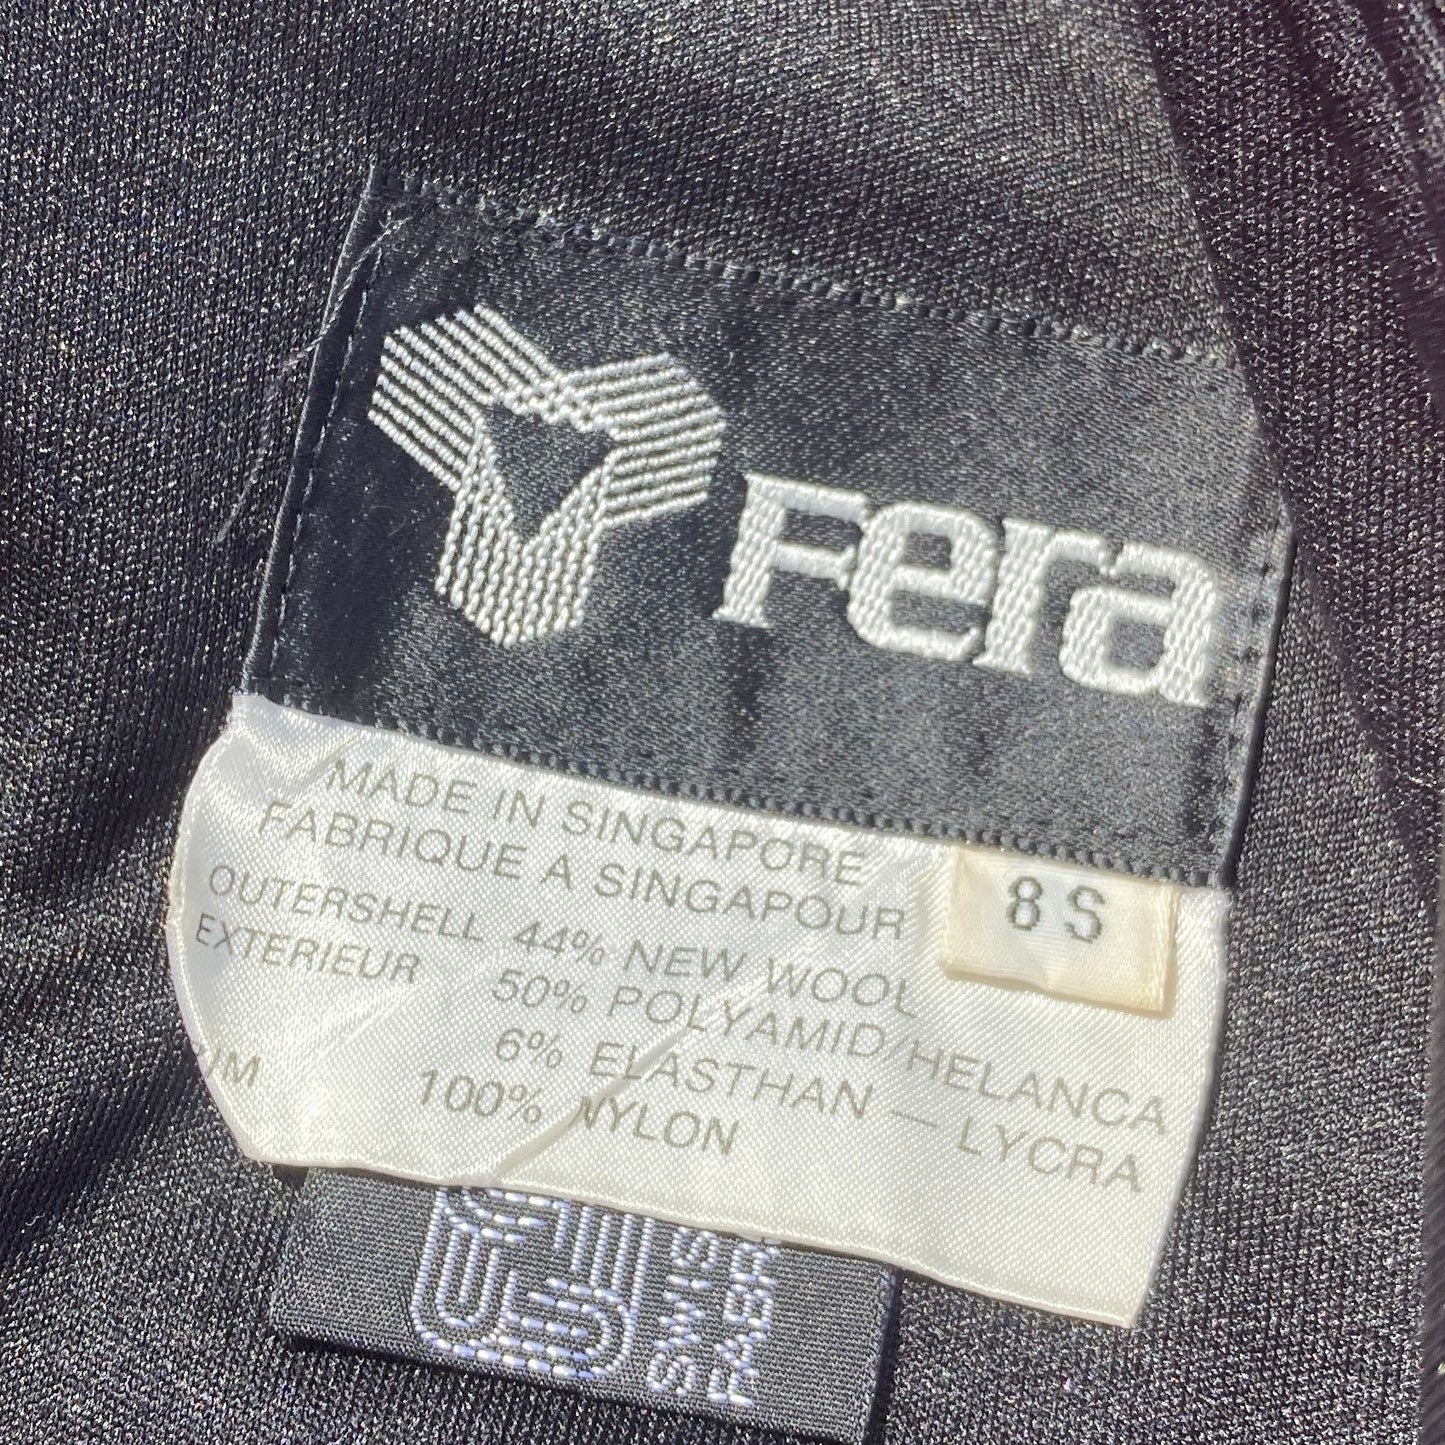 Fera
MADE IN SINGAPORE
FABRIQUE A SINGAPOUR
8S
OUTERSHELL 44% NEW WOOL
EXTERIEUR 50% POLYAMID/HELANCA
6% ELASTHAN — LYCRA
100% NYLON
SWISS